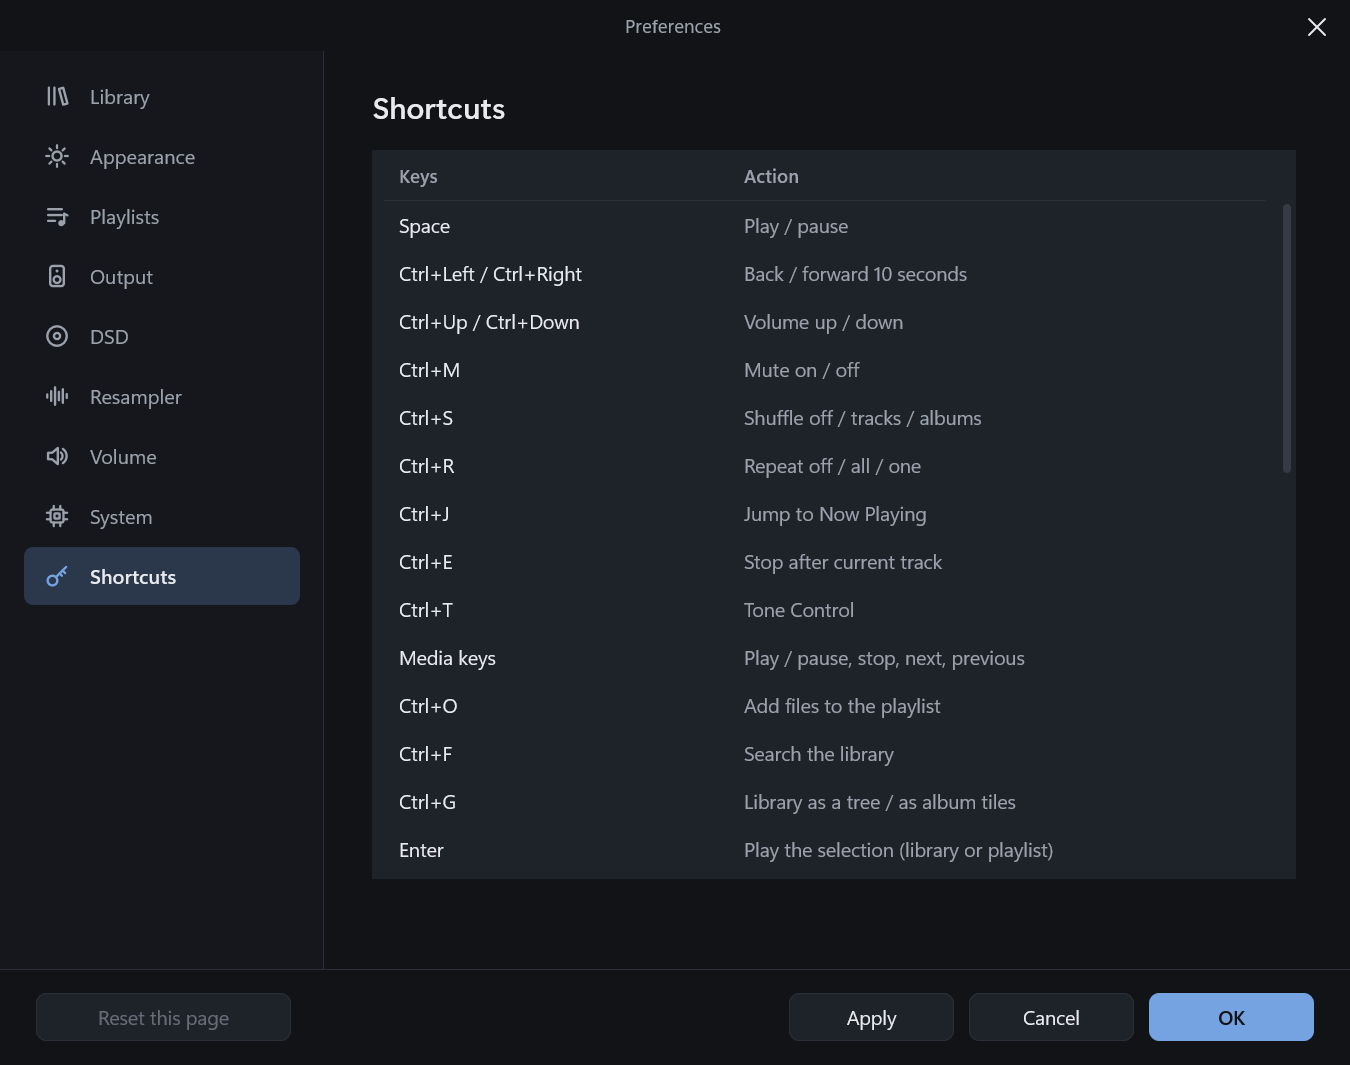 Preferences
Library
Appearance
Playlists
Output
DSD
Resampler
Volume
System
Shortcuts
Shortcuts
Keys Action
Space Play / pause
Ctrl+Left / Ctrl+Right Back / forward 10 seconds
Ctrl+Up / Ctrl+Down Volume up / down
Ctrl+M Mute on / off
Ctrl+S Shuffle off / tracks / albums
Ctrl+R Repeat off / all / one
Ctrl+J Jump to Now Playing
Ctrl+E Stop after current track
Ctrl+T Tone Control
Media keys Play / pause, stop, next, previous
Ctrl+O Add files to the playlist
Ctrl+F Search the library
Ctrl+G Library as a tree / as album tiles
Enter Play the selection (library or playlist)
Reset this page Apply Cancel OK